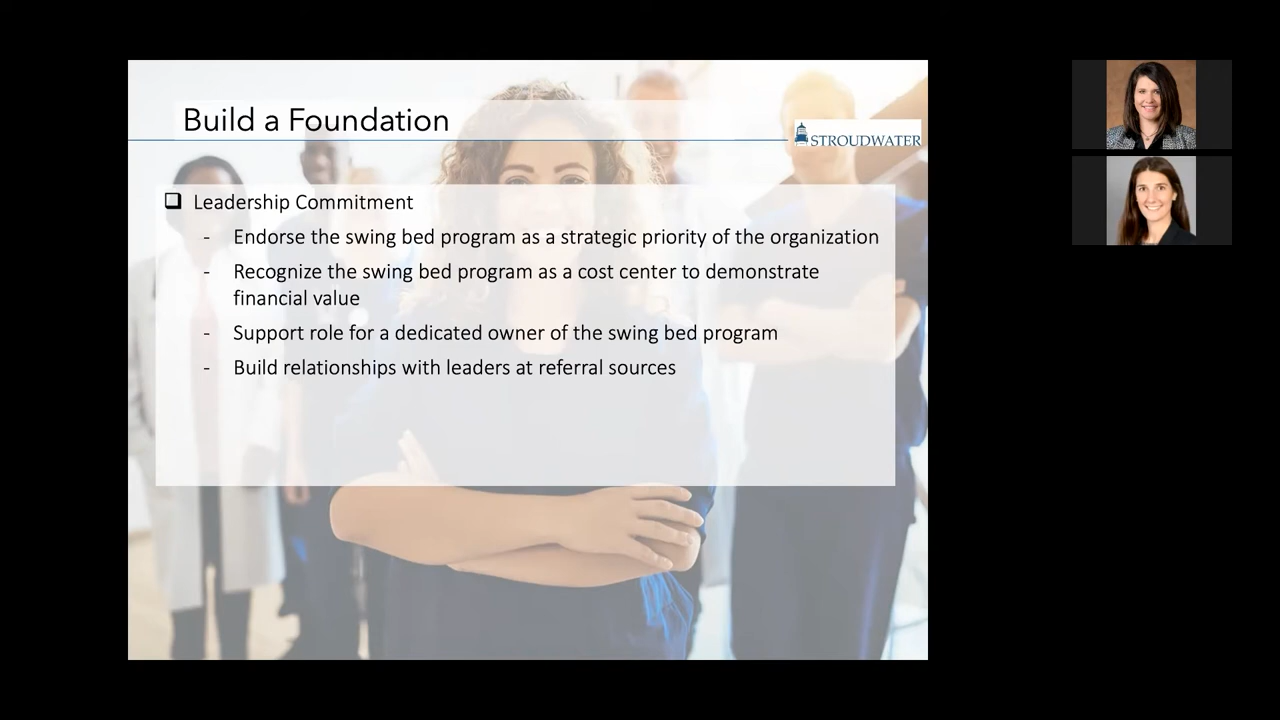 Build a Foundation
STROUDWATER
❑ Leadership Commitment
- Endorse the swing bed program as a strategic priority of the organization
- Recognize the swing bed program as a cost center to demonstrate
financial value
- Support role for a dedicated owner of the swing bed program
- Build relationships with leaders at referral sources